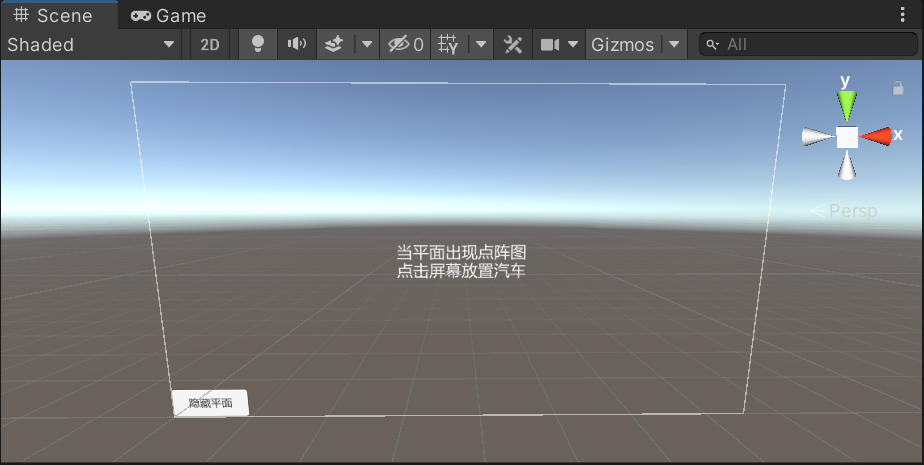 Scene Game
Shaded 2D 0 Gizmos All
y
x
Persp
当平面出现点阵图
点击屏幕放置汽车
隐藏平面